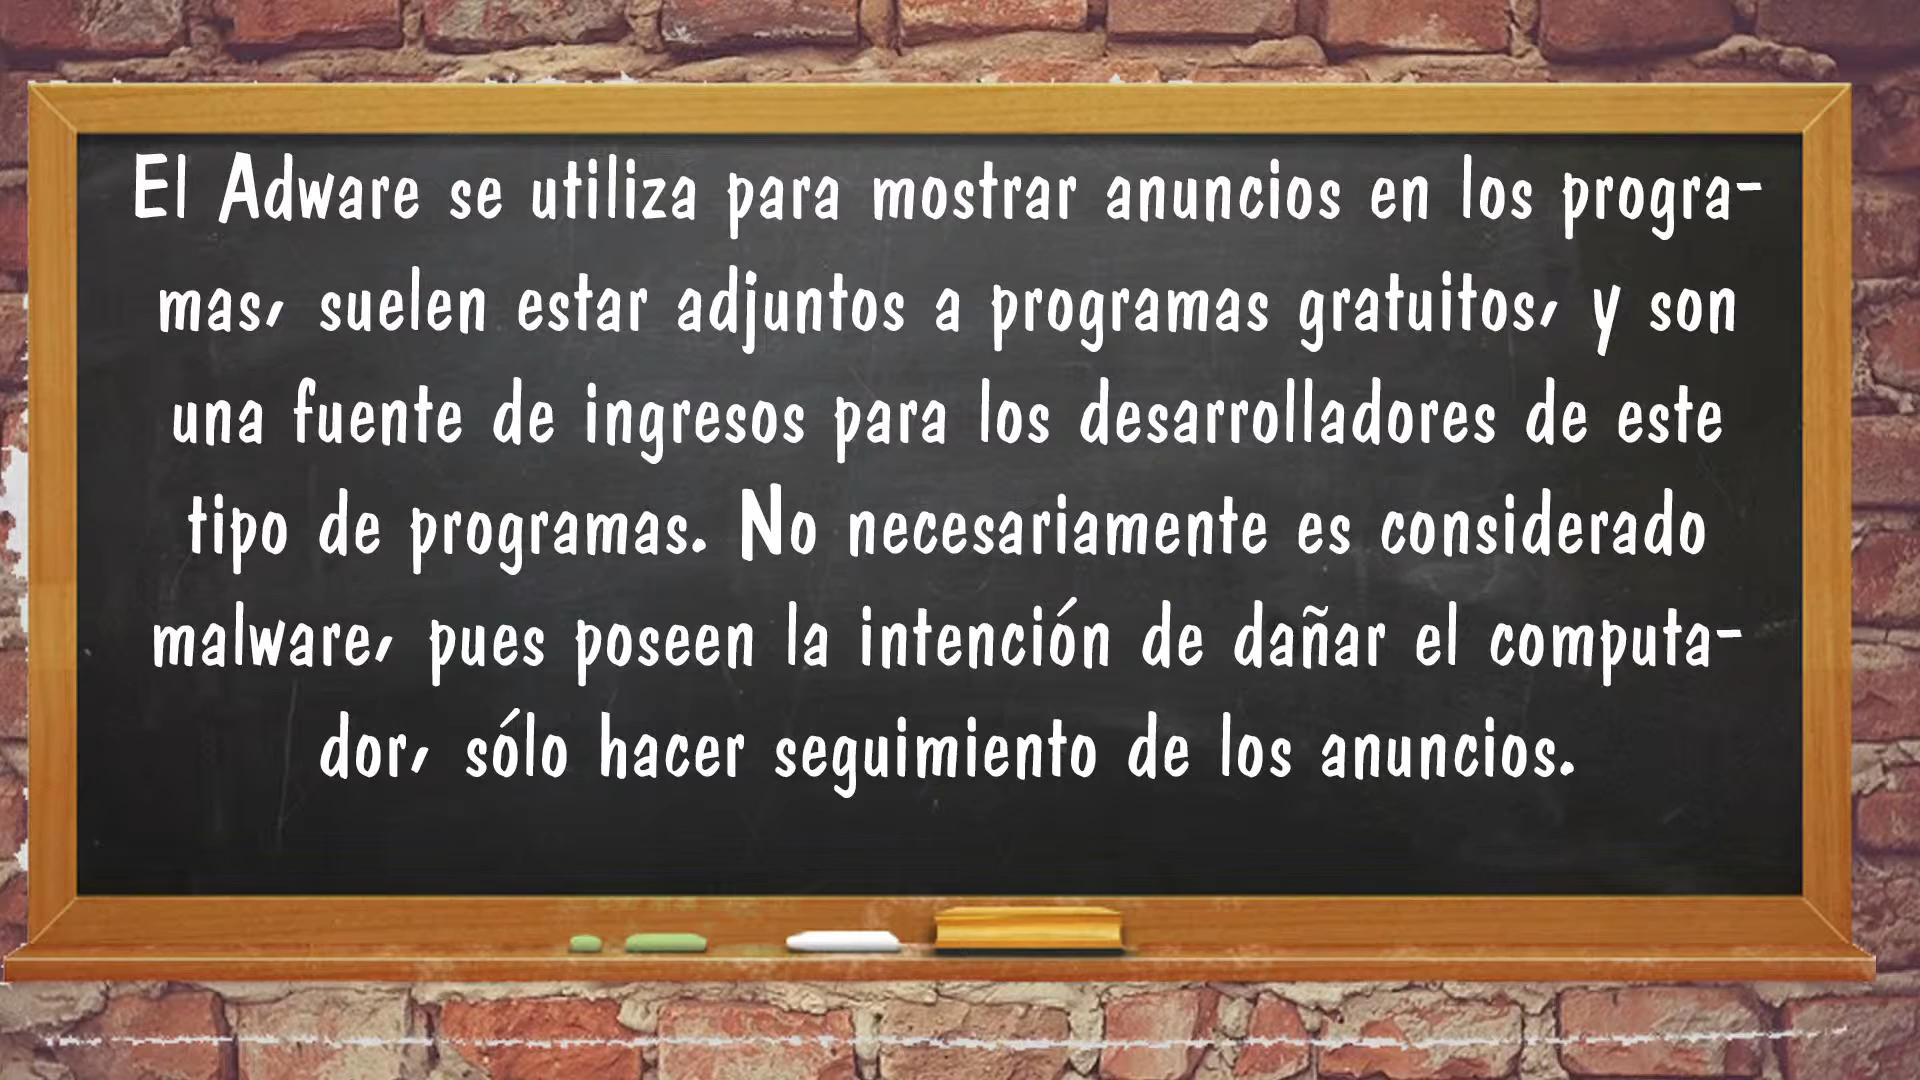 El Adware se utiliza para mostrar anuncios en los progra-
mas, suelen estar adjuntos a programas gratuitos, y son
una fuente de ingresos para los desarrolladores de este
tipo de programas. No necesariamente es considerado
malware, pues poseen la intención de dañar el computa-
dor, sólo hacer seguimiento de los anuncios.